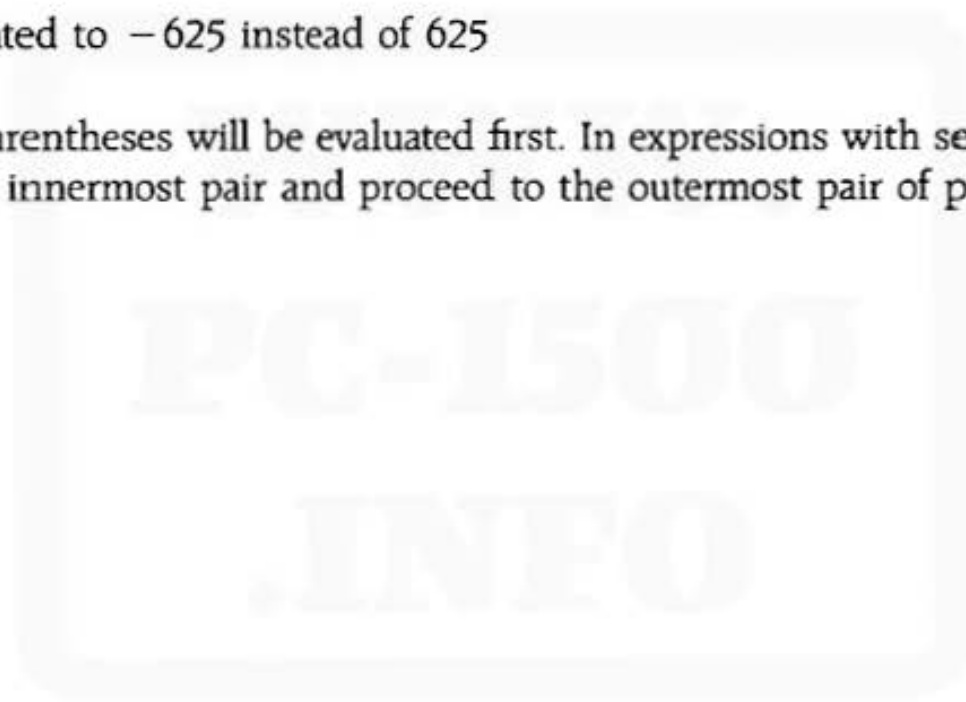 ted to −625 instead of 625
rentheses will be evaluated first. In expressions with se
innermost pair and proceed to the outermost pair of p
PC-1500
.INFO